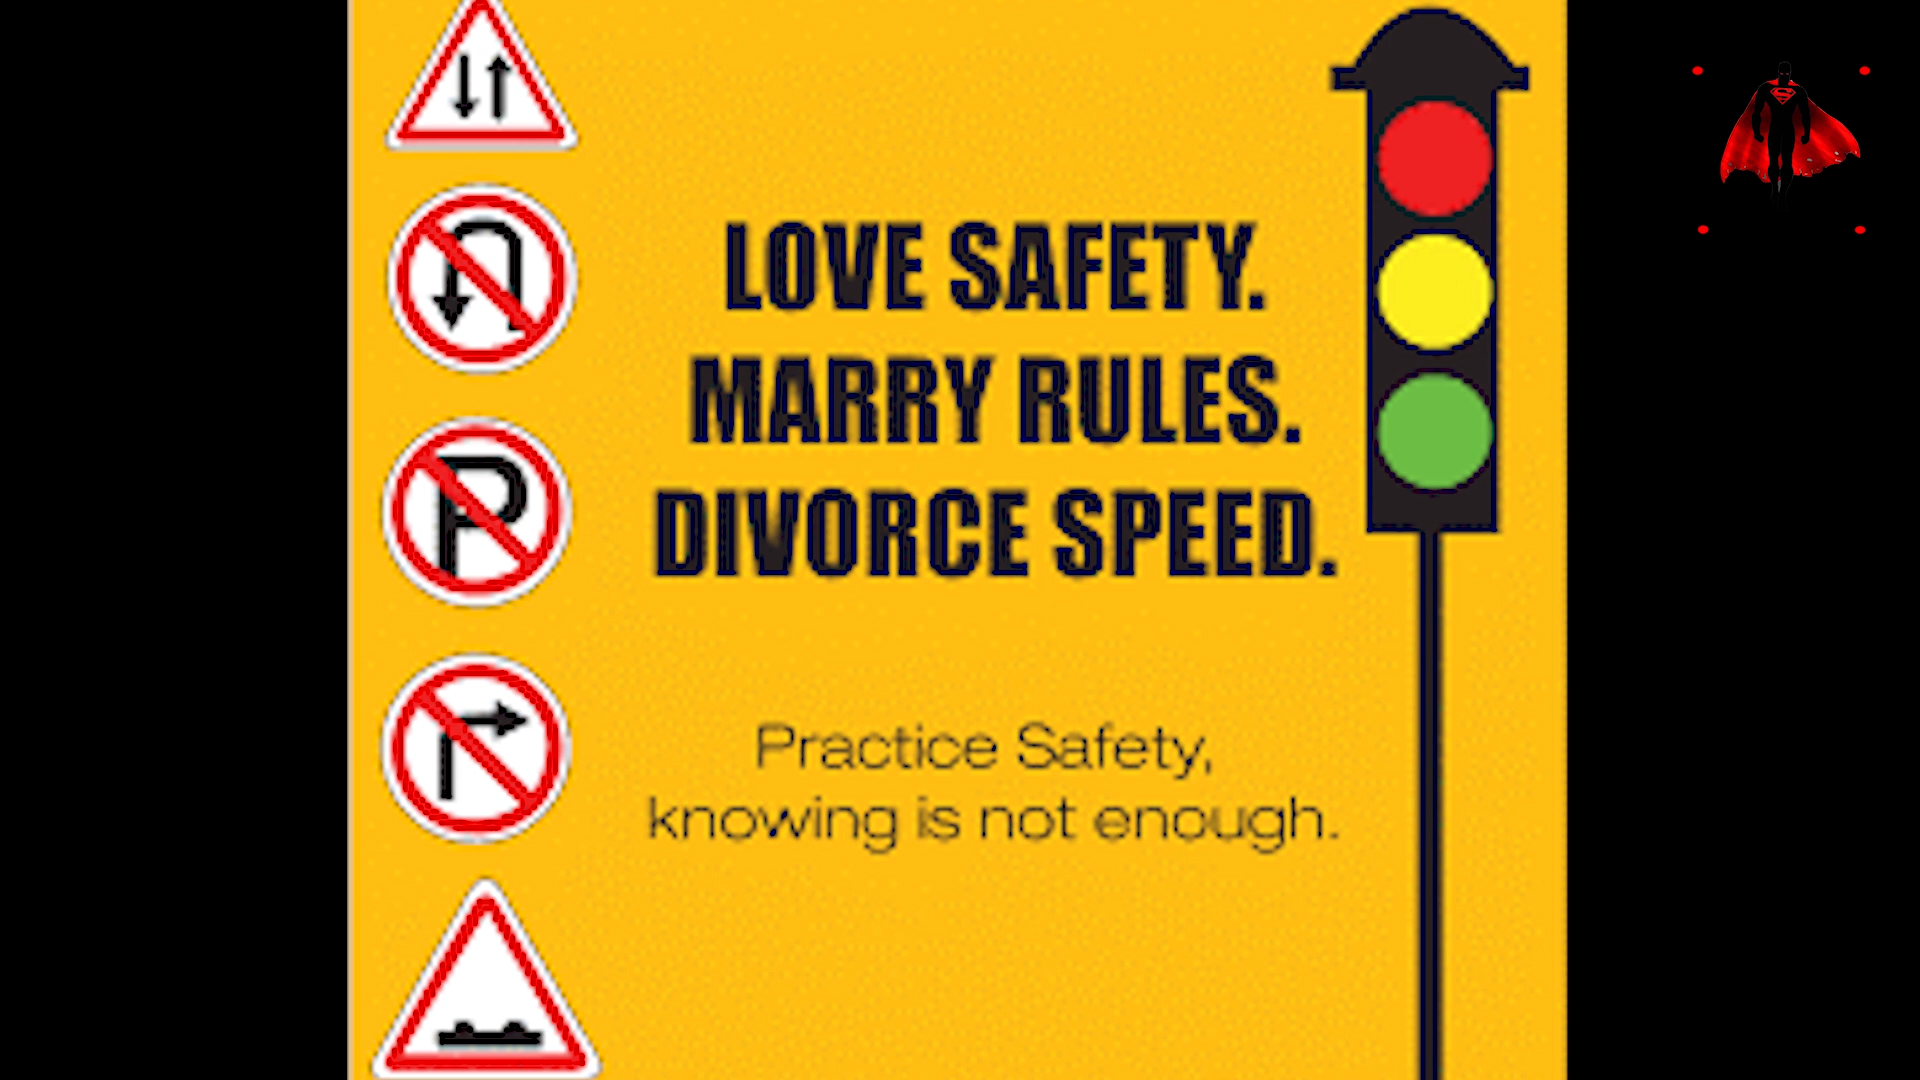 LOVE SAFETY.
MARRY RULES.
DIVORCE SPEED.
Practice Safety,
knowing is not enough.
P